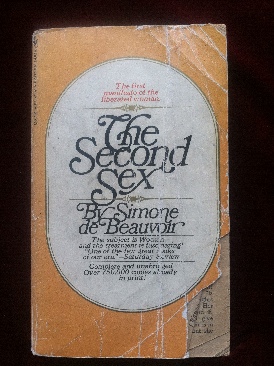 The first
manifesto of the
liberated woman.
The
Second
Sex
By Simone
de Beauvoir
The subject is Woman
and the treatment is fascinating!
"One of the few great books
of our era."—Saturday Review
Complete and unabridged
Over 750,000 copies already
in print.